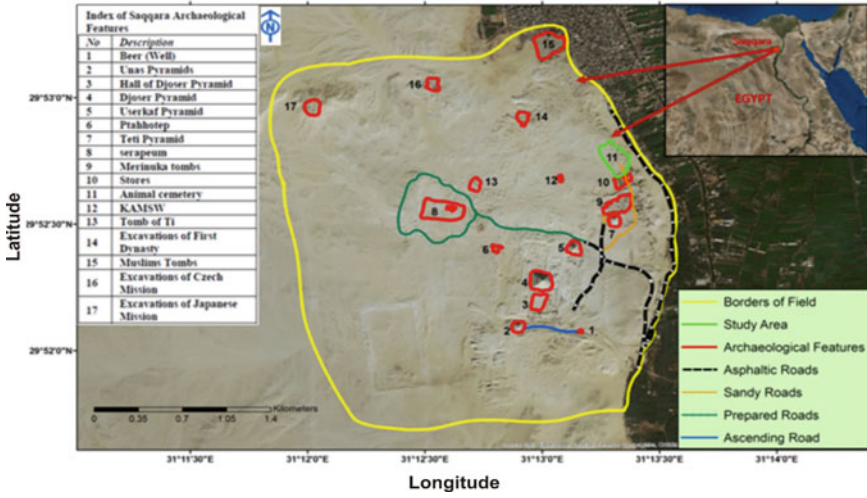 Index of Saqqara Archaeological
Features
No Description
1 Beer (Well)
2 Unas Pyramids
3 Hall of Djoser Pyramid
4 Djoser Pyramid
5 Userkaf Pyramid
6 Ptahhotep
7 Teti Pyramid
8 serapeum
9 Merinuka tombs
10 Stores
11 Animal cemetery
12 KAMSW
13 Tomb of Ti
14 Excavations of First
Dynasty
15 Muslims Tombs
16 Excavations of Czech
Mission
17 Excavations of Japanese
Mission
N
15
16
17
14
11
13
12
10
9
8
7
6
5
4
3
2
1
Saqqara
EGYPT
Borders of Field
Study Area
Archaeological Features
Asphaltic Roads
Sandy Roads
Prepared Roads
Ascending Road
Kilometers
0 0.35 0.7 1.05 1.4
29°53'0"N
29°52'30"N
29°52'0"N
Latitude
31°11'30"E 31°12'0"E 31°12'30"E 31°13'0"E 31°13'30"E 31°14'0"E
Longitude